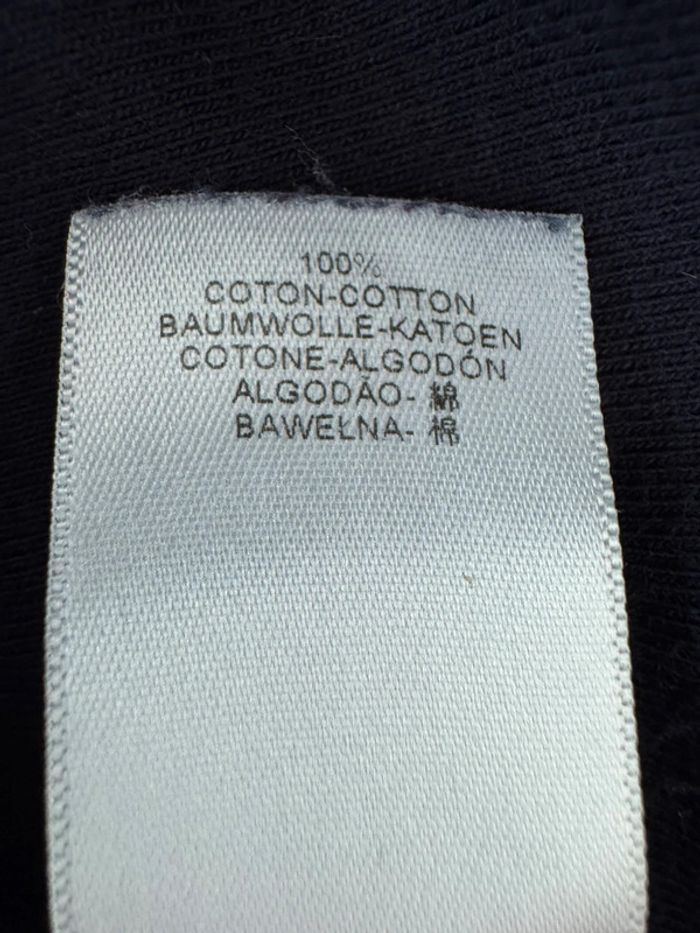 100%
COTON-COTTON
BAUMWOLLE-KATOEN
COTONE-ALGODÓN
ALGODÃO- 綿
BAWEŁNA- 棉